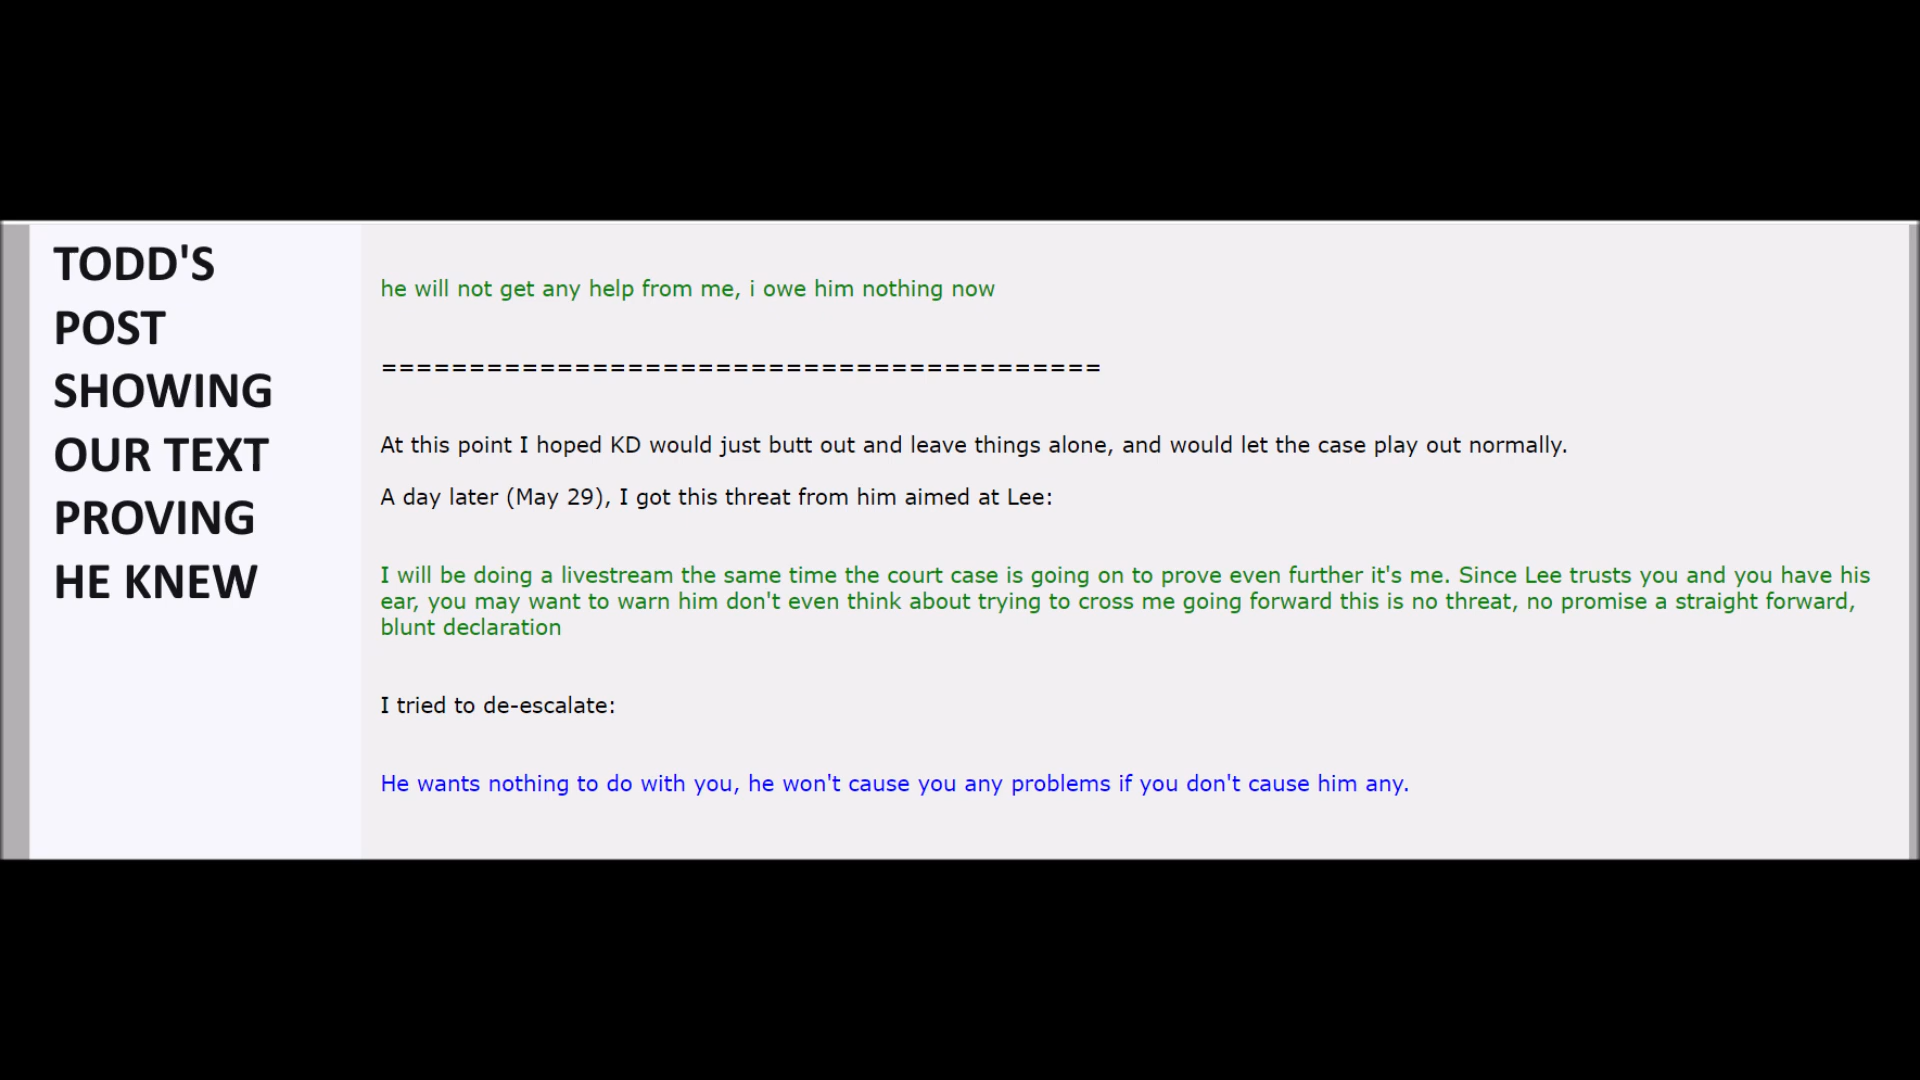 TODD'S
POST
SHOWING
OUR TEXT
PROVING
HE KNEW
he will not get any help from me, i owe him nothing now
=========================================
At this point I hoped KD would just butt out and leave things alone, and would let the case play out normally.
A day later (May 29), I got this threat from him aimed at Lee:
I will be doing a livestream the same time the court case is going on to prove even further it's me. Since Lee trusts you and you have his
ear, you may want to warn him don't even think about trying to cross me going forward this is no threat, no promise a straight forward,
blunt declaration
I tried to de-escalate:
He wants nothing to do with you, he won't cause you any problems if you don't cause him any.